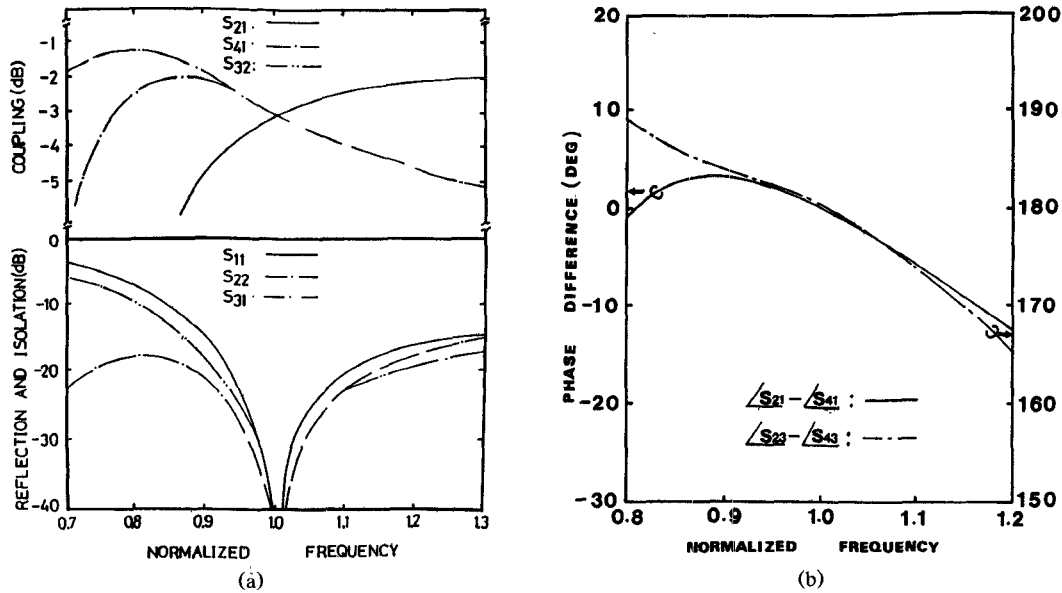 S21:
S41:
S32:
-1
-2
-3
-4
-5
COUPLING (dB)
0
-10
-20
-30
-40
REFLECTION AND ISOLATION(dB)
S11
S22
S31
0.7 0.8 0.9 1.0 1.1 1.2 1.3
NORMALIZED FREQUENCY
(a)
20
10
0
-10
-20
-30
PHASE DIFFERENCE (DEG)
200
190
180
170
160
150
∠S21-∠S41 :
∠S23-∠S43 :
0.8 0.9 1.0 1.1 1.2
NORMALIZED FREQUENCY
(b)